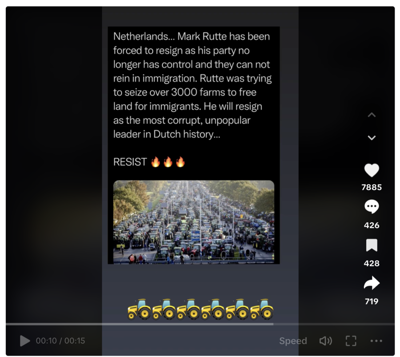 Netherlands... Mark Rutte has been
forced to resign as his party no
longer has control and they can not
rein in immigration. Rutte was trying
to seize over 3000 farms to free
land for immigrants. He will resign
as the most corrupt, unpopular
leader in Dutch history...
RESIST 🔥🔥🔥
🚜🚜🚜🚜🚜🚜
7885
426
428
719
00:10 / 00:15
Speed